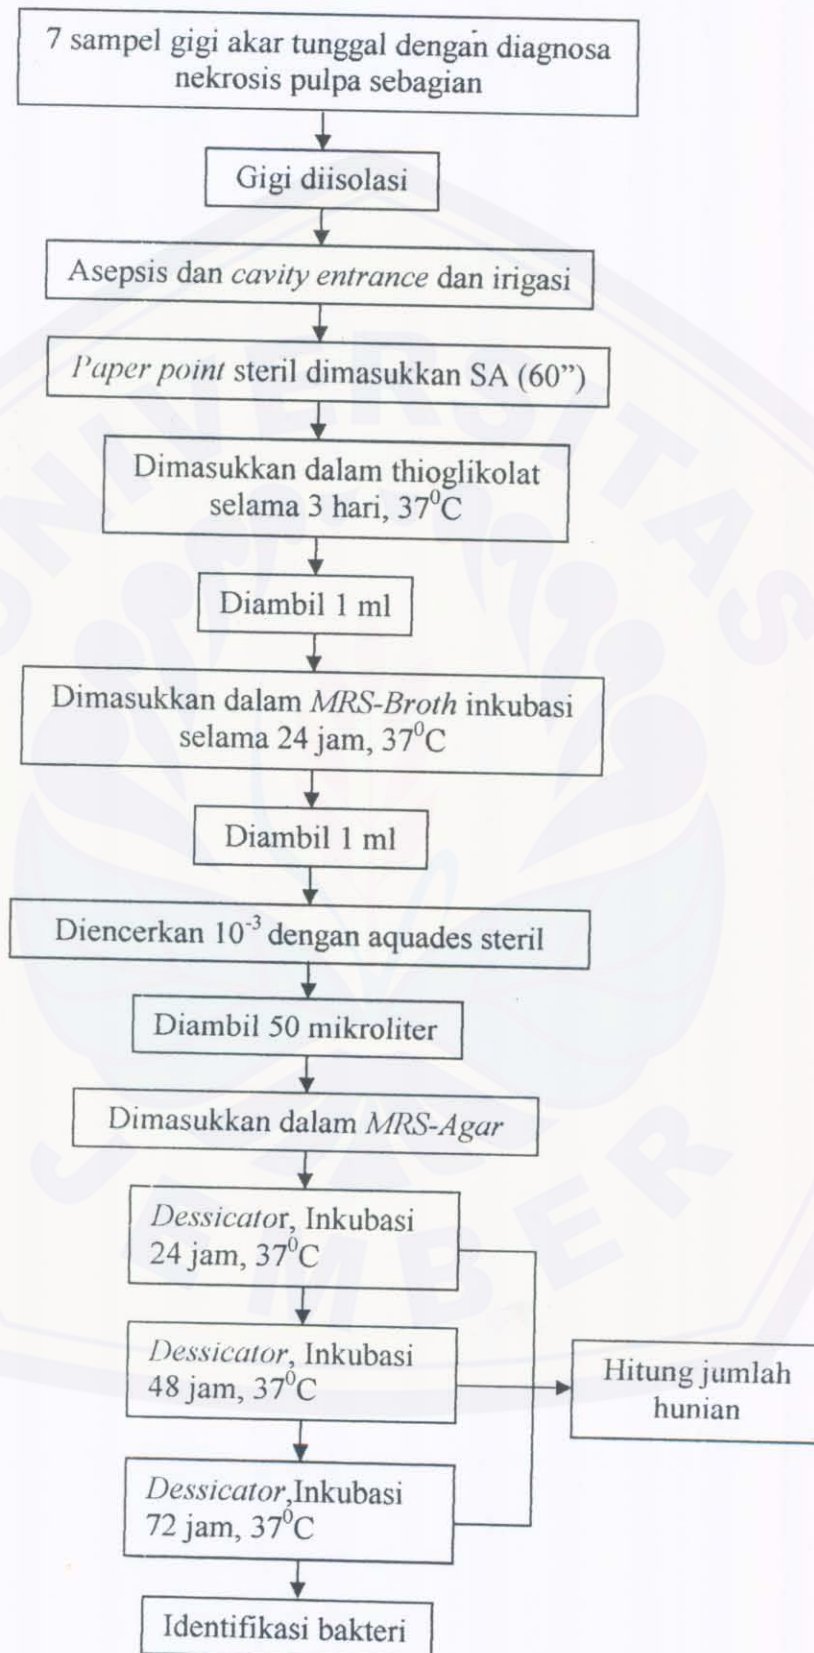 7 sampel gigi akar tunggal dengan diagnosa
nekrosis pulpa sebagian
Gigi diisolasi
Asepsis dan cavity entrance dan irigasi
Paper point steril dimasukkan SA (60”)
Dimasukkan dalam thioglikolat
selama 3 hari, 37⁰C
Diambil 1 ml
Dimasukkan dalam MRS-Broth inkubasi
selama 24 jam, 37⁰C
Diambil 1 ml
Diencerkan 10⁻³ dengan aquades steril
Diambil 50 mikroliter
Dimasukkan dalam MRS-Agar
Dessicator, Inkubasi
24 jam, 37⁰C
Dessicator, Inkubasi
48 jam, 37⁰C
Hitung jumlah
hunian
Dessicator,Inkubasi
72 jam, 37⁰C
Identifikasi bakteri
UNIVERSITAS
JEMBER